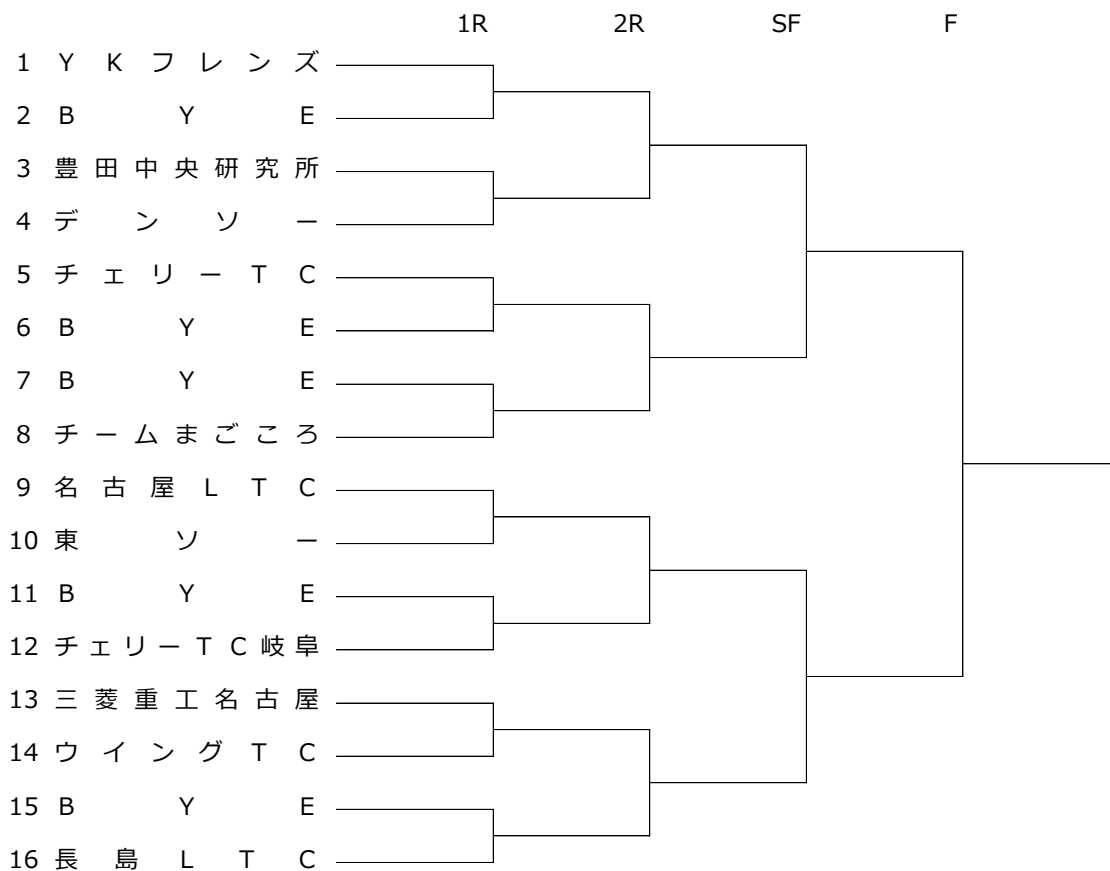 1R 2R SF F
1 YKフレンズ
2 BYE
3 豊田中央研究所
4 デンソー
5 チェリーTC
6 BYE
7 BYE
8 チームまごころ
9 名古屋LTC
10 東ソー
11 BYE
12 チェリーTC岐阜
13 三菱重工名古屋
14 ウイングTC
15 BYE
16 長島LTC